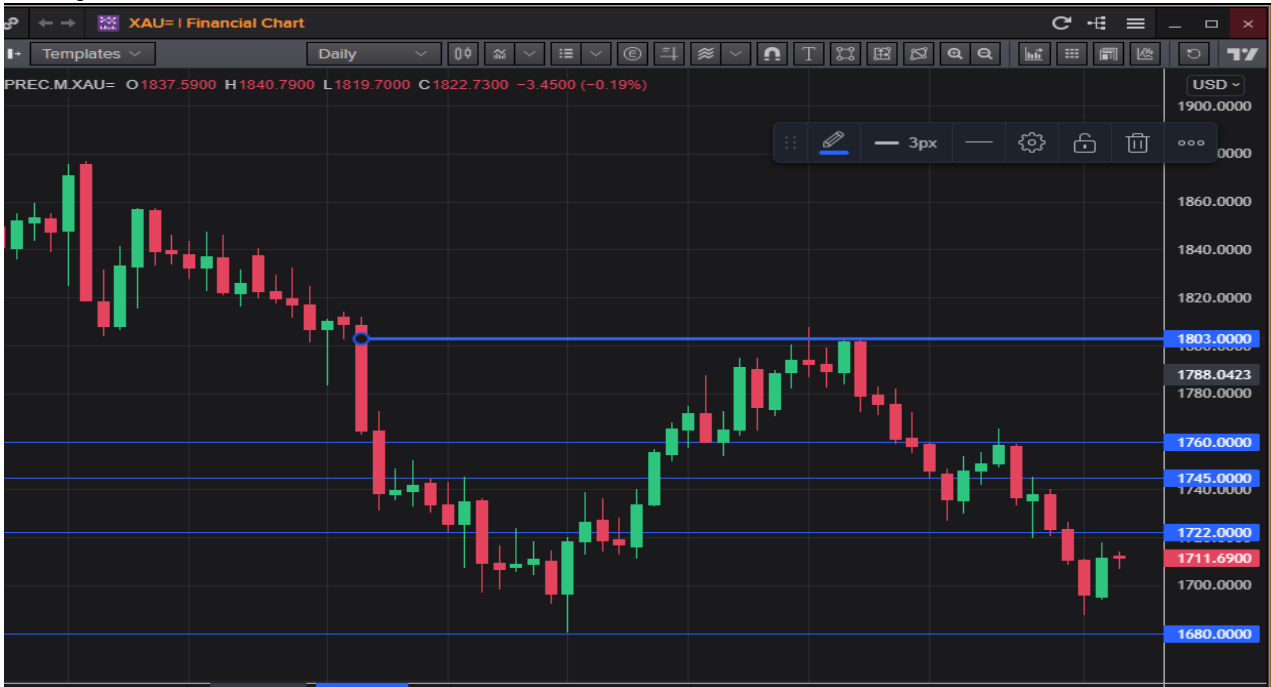 XAU= | Financial Chart
Templates
Daily
T
PREC.M.XAU= O1837.5900 H1840.7900 L1819.7000 C1822.7300 −3.4500 (−0.19%)
USD
1900.0000
3px
1860.0000
1840.0000
1820.0000
1803.0000
1788.0423
1780.0000
1760.0000
1745.0000
1740.0000
1722.0000
1711.6900
1700.0000
1680.0000